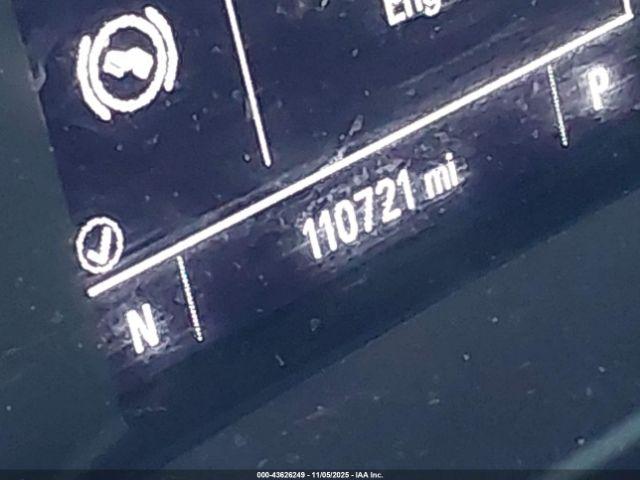 Eng
P
110721 mi
N
000-43626249 - 11/05/2025 - IAA Inc.